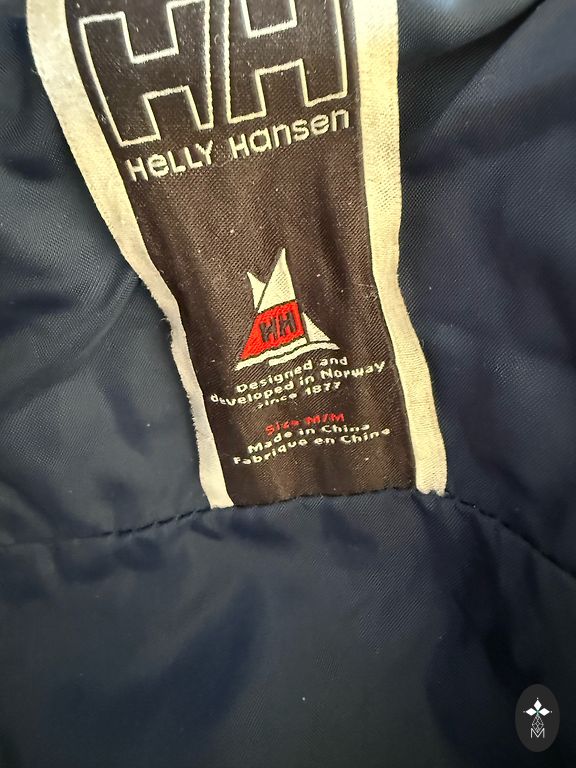 HH
HELLY HANSEN
HH
Designed and
developed in Norway
since 1877
Size M/M
Made in China
Fabrique en Chine
M